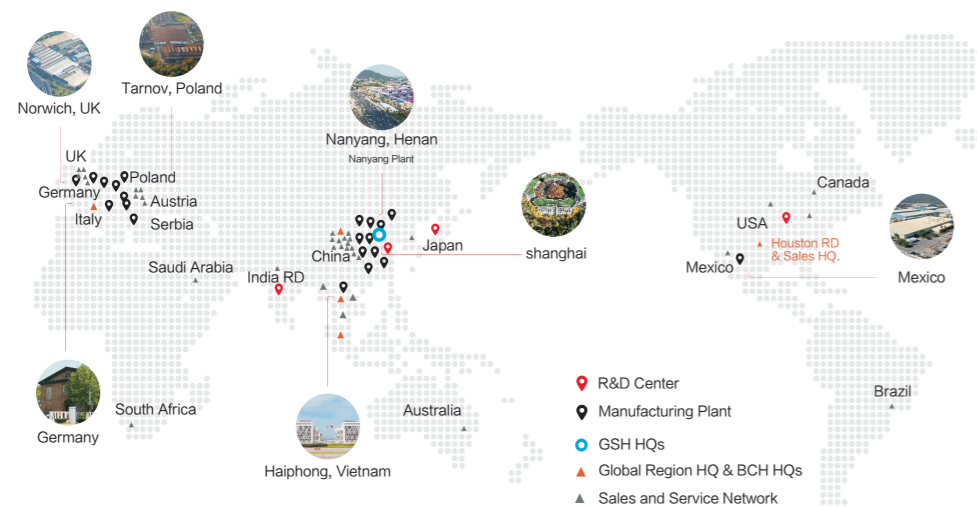 Tarnov, Poland
Norwich, UK
Nanyang, Henan
Nanyang Plant
UK
Poland
Germany
Austria
Italy
Serbia
Canada
USA
Houston RD
& Sales HQ.
Japan
China
shanghai
Mexico
Mexico
Saudi Arabia
India RD
Germany
South Africa
Haiphong, Vietnam
Australia
Brazil
R&D Center
Manufacturing Plant
GSH HQs
Global Region HQ & BCH HQs
Sales and Service Network